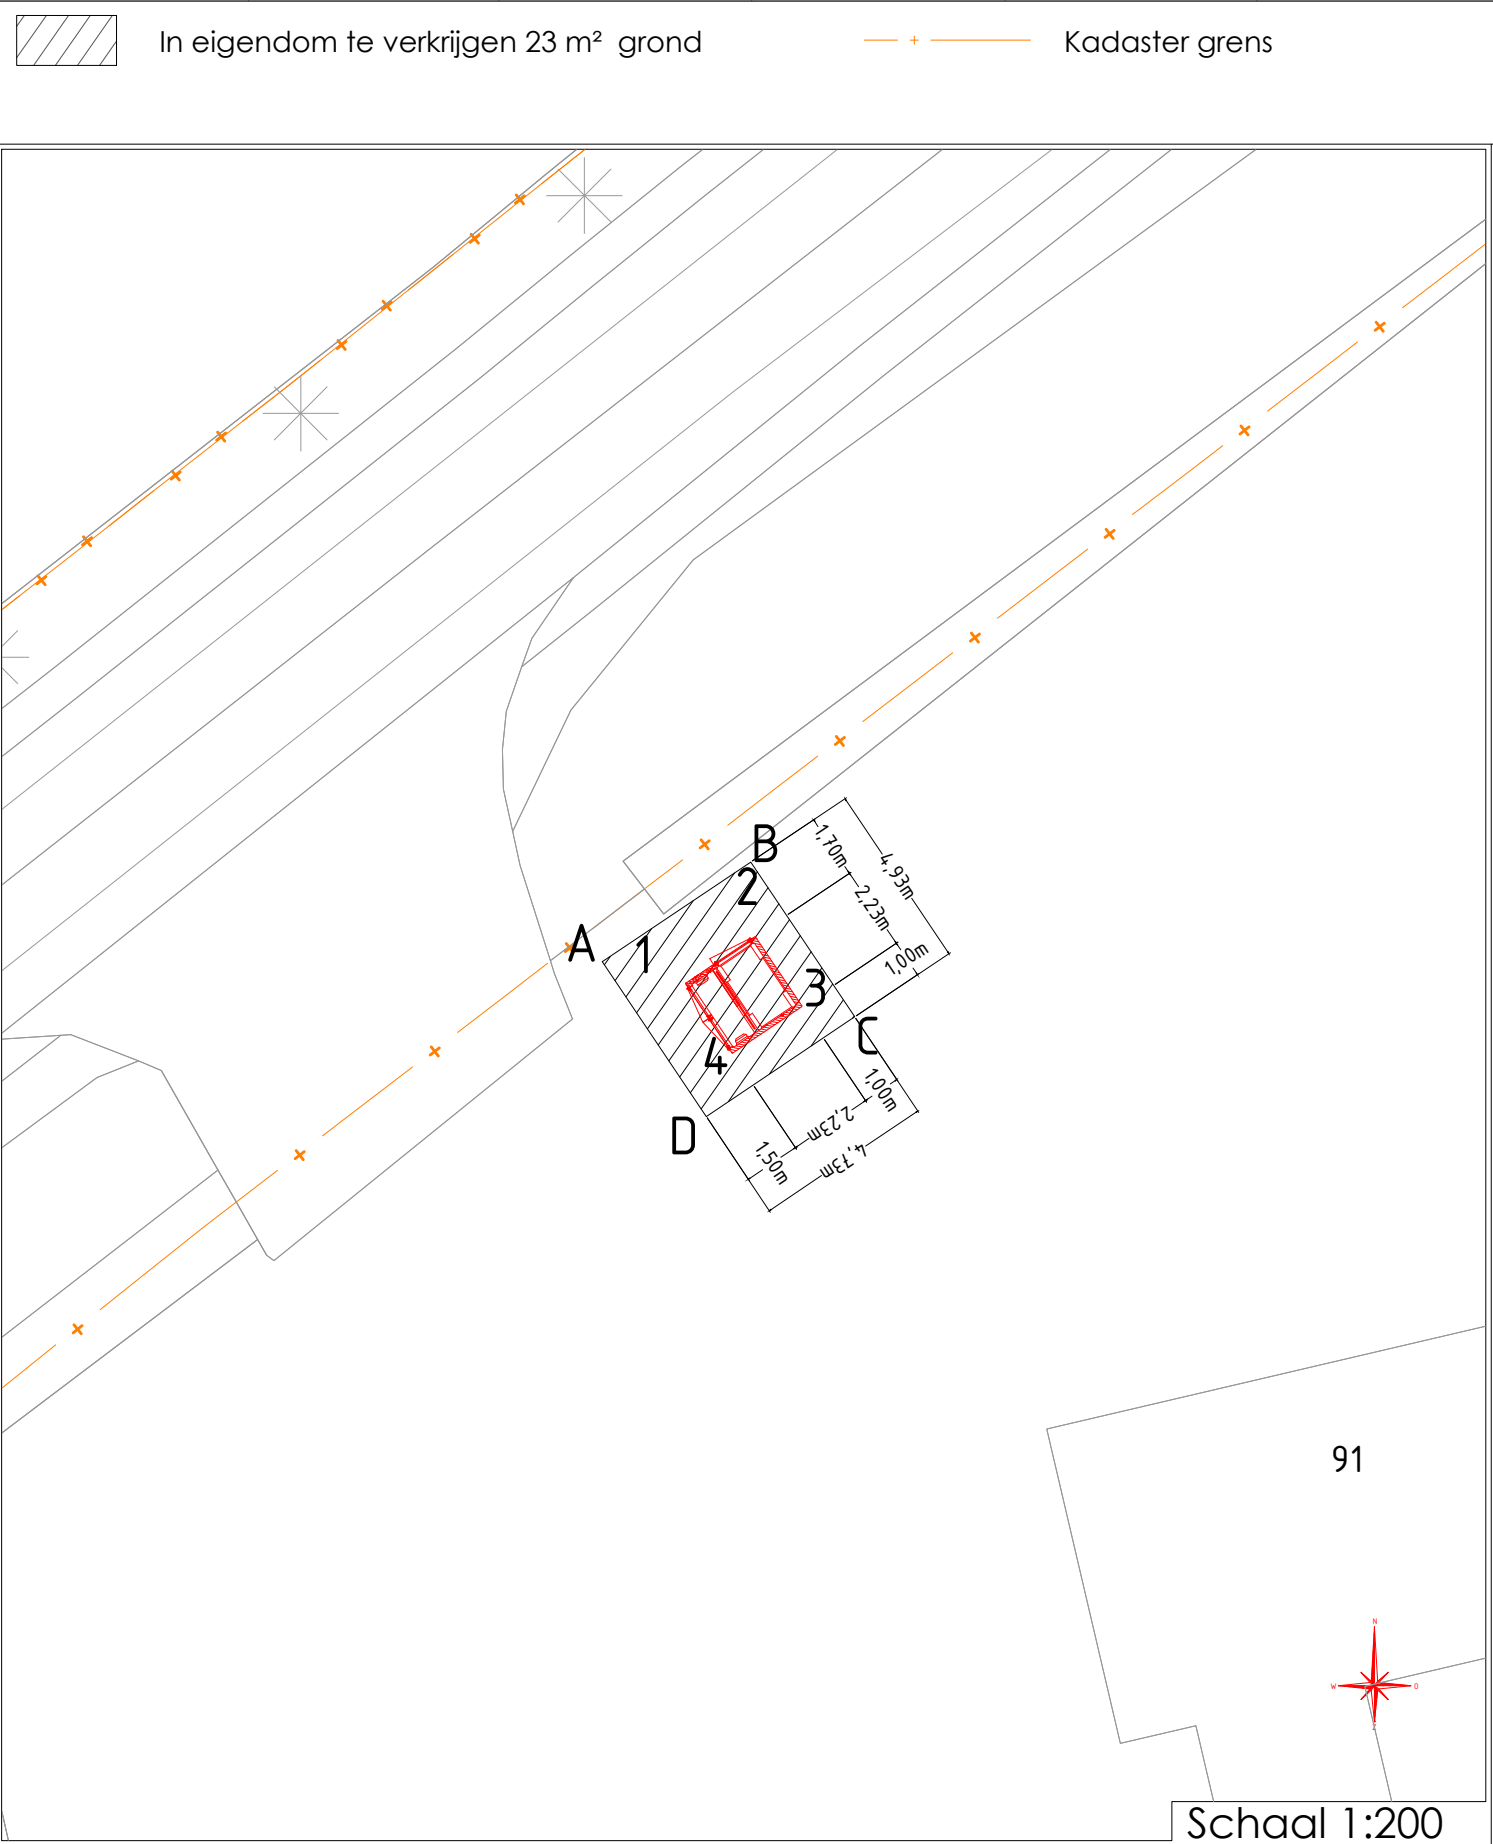 In eigendom te verkrijgen 23 m² grond
Kadaster grens
B
1,70m
4,93m
2
2,23m
A
1
1,00m
3
C
4
1,00m
D
2,23m
1,50m
4,73m
91
N
W
O
Z
Schaal 1:200